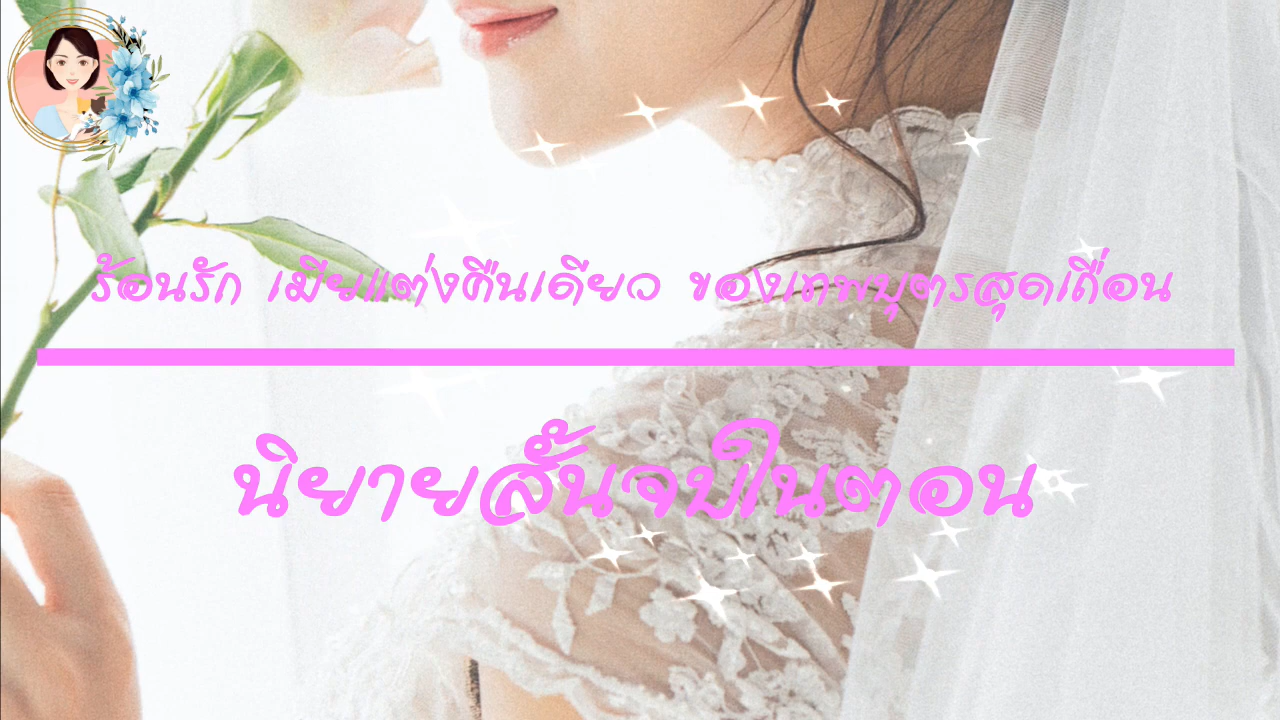 ร้อนรัก เมียแต่งคืนเดียว ของเทพบุตรสุดเถื่อน
นิยายสั้นจบในตอน